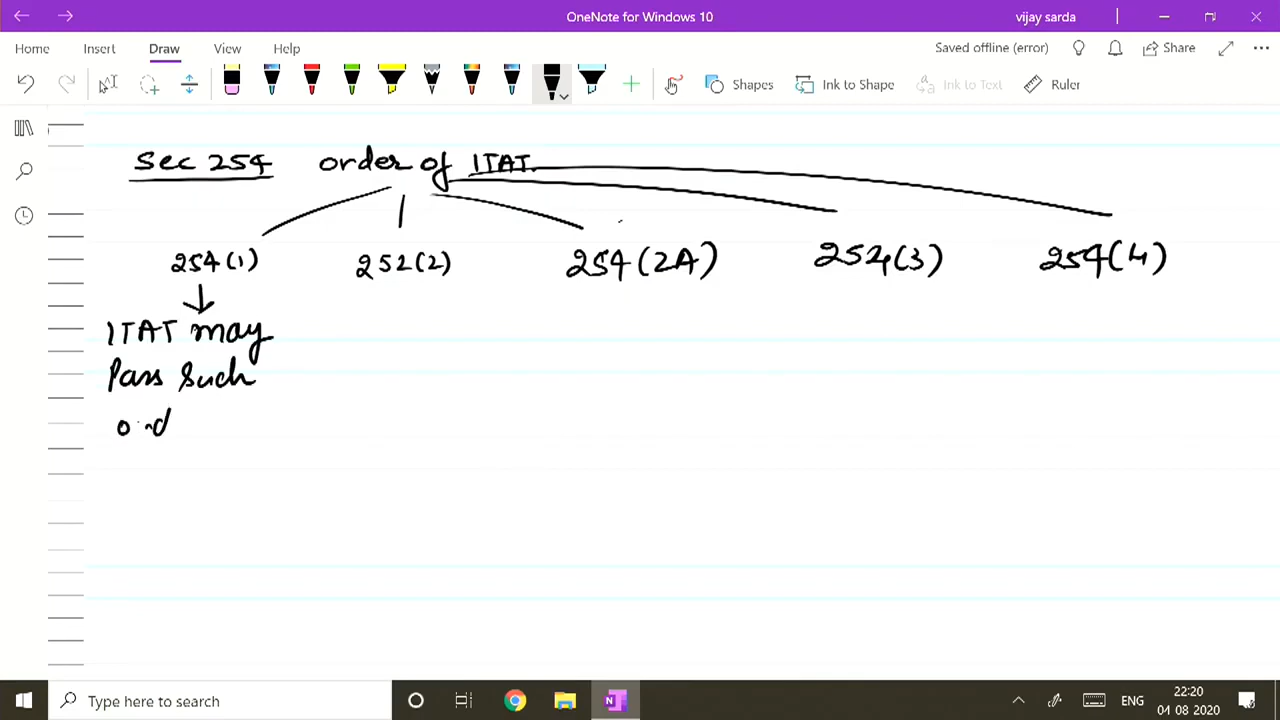 OneNote for Windows 10
vijay sarda
Home Insert Draw View Help
Saved offline (error)
Share
Shapes
Ink to Shape
Ink to Text
Ruler
Sec 254 order of ITAT.
254(1) 252(2) 254(2A) 254(3) 254(4)
ITAT may
Pass Such
Type here to search
ENG
22:20
04-08-2020